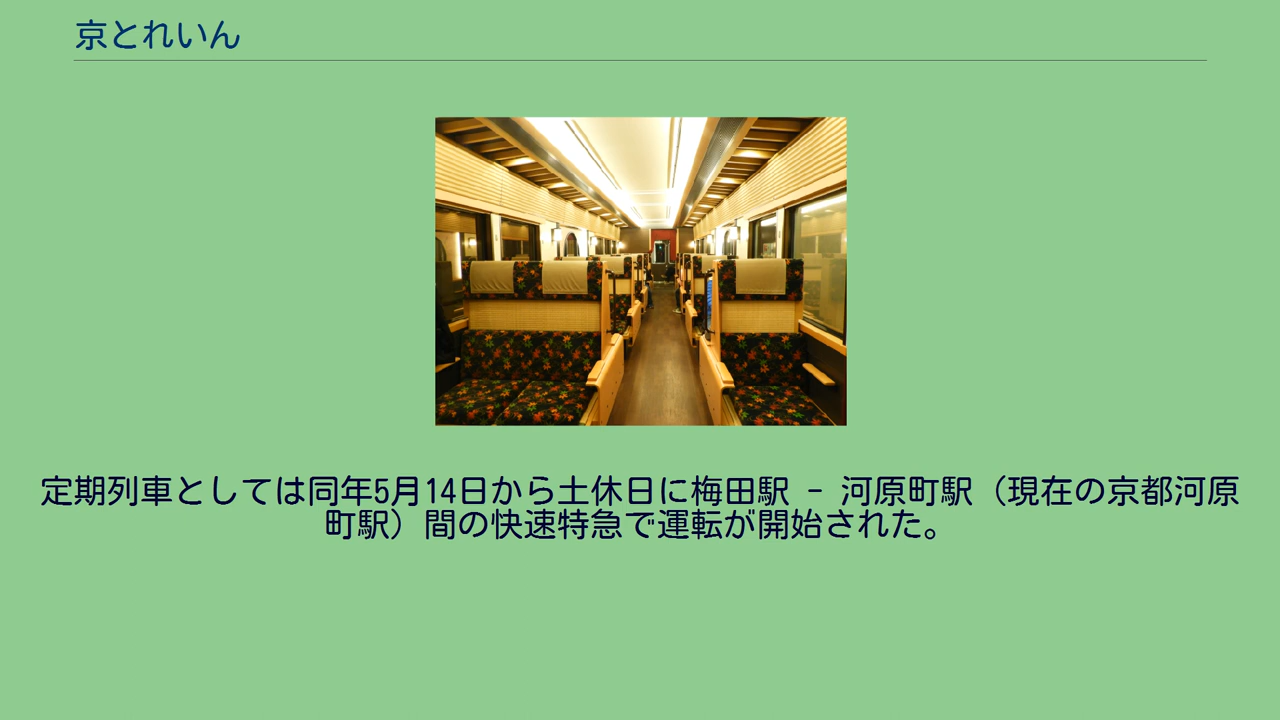 京とれいん
定期列車としては同年5月14日から土休日に梅田駅 - 河原町駅（現在の京都河原
町駅）間の快速特急で運転が開始された。